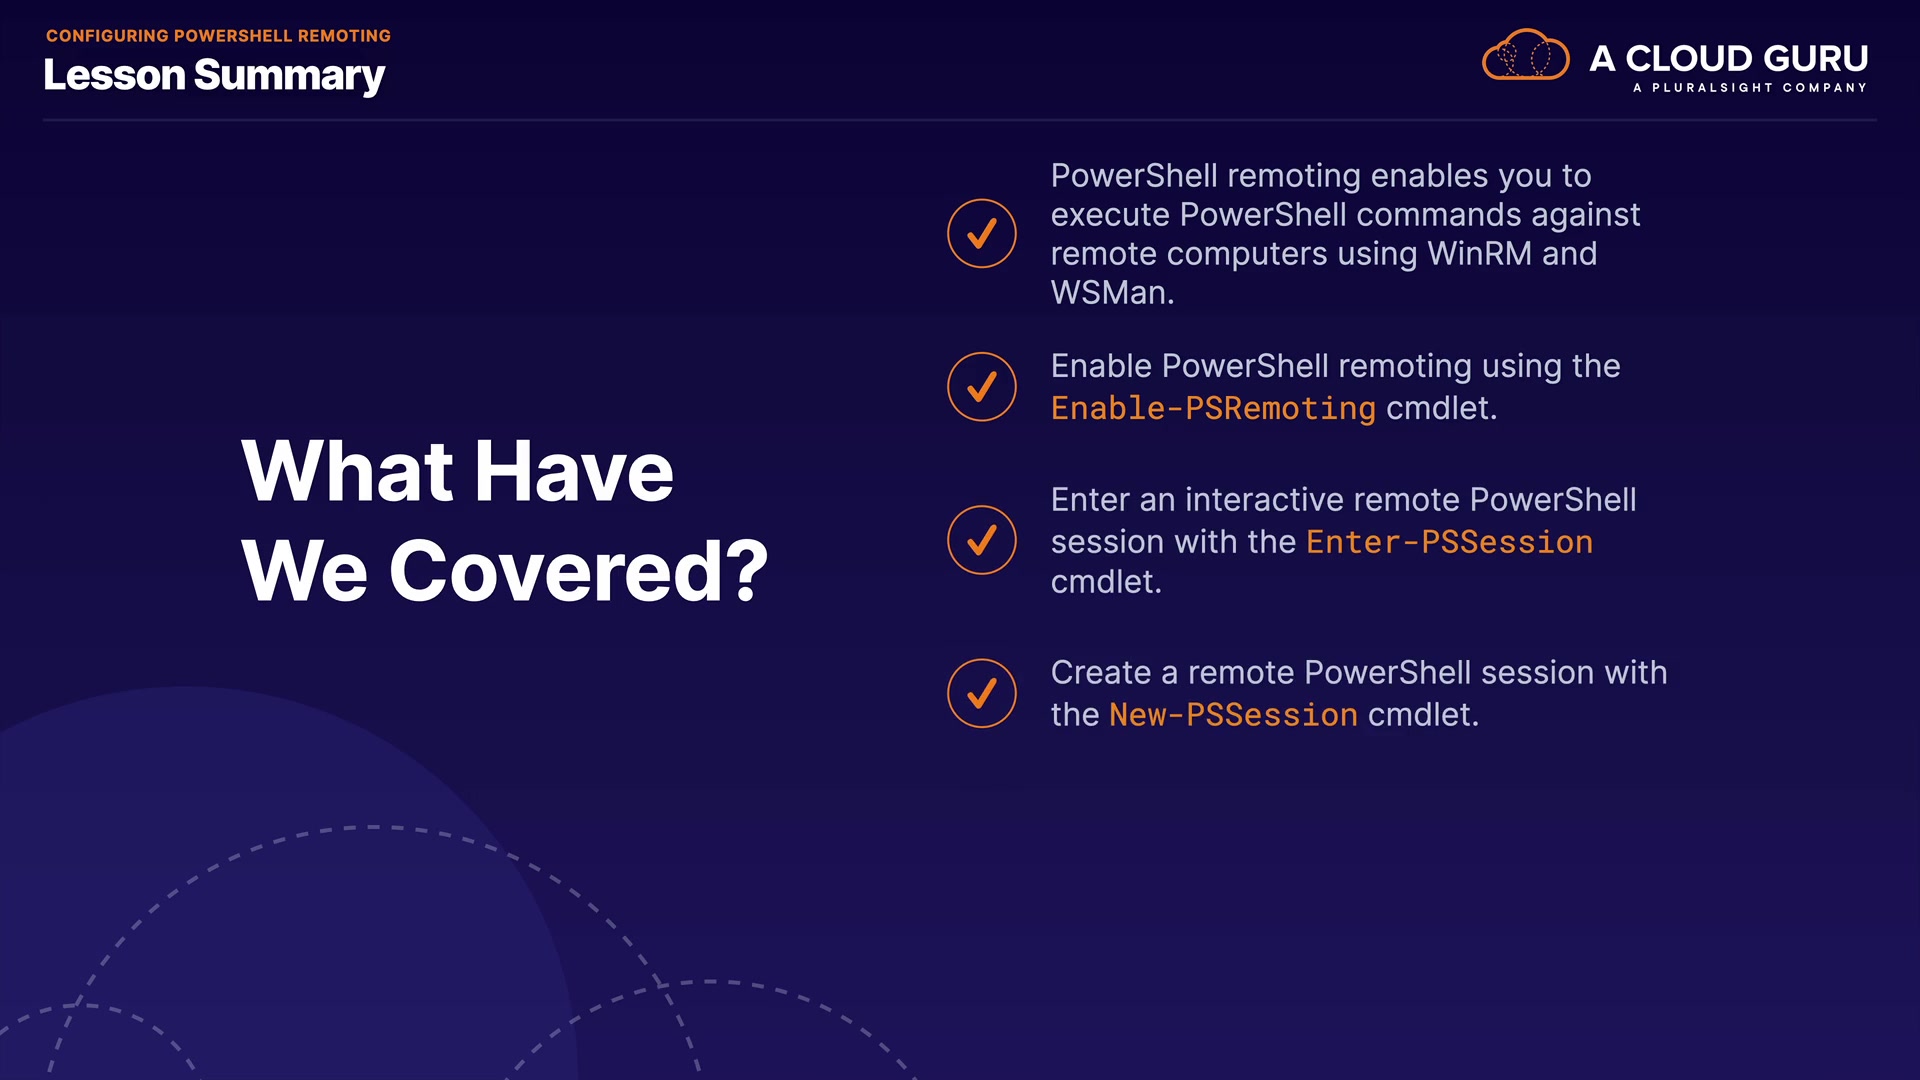 CONFIGURING POWERSHELL REMOTING
Lesson Summary
A CLOUD GURU
A PLURALSIGHT COMPANY
What Have
We Covered?
PowerShell remoting enables you to
execute PowerShell commands against
remote computers using WinRM and
WSMan.
Enable PowerShell remoting using the
Enable-PSRemoting cmdlet.
Enter an interactive remote PowerShell
session with the Enter-PSSession
cmdlet.
Create a remote PowerShell session with
the New-PSSession cmdlet.